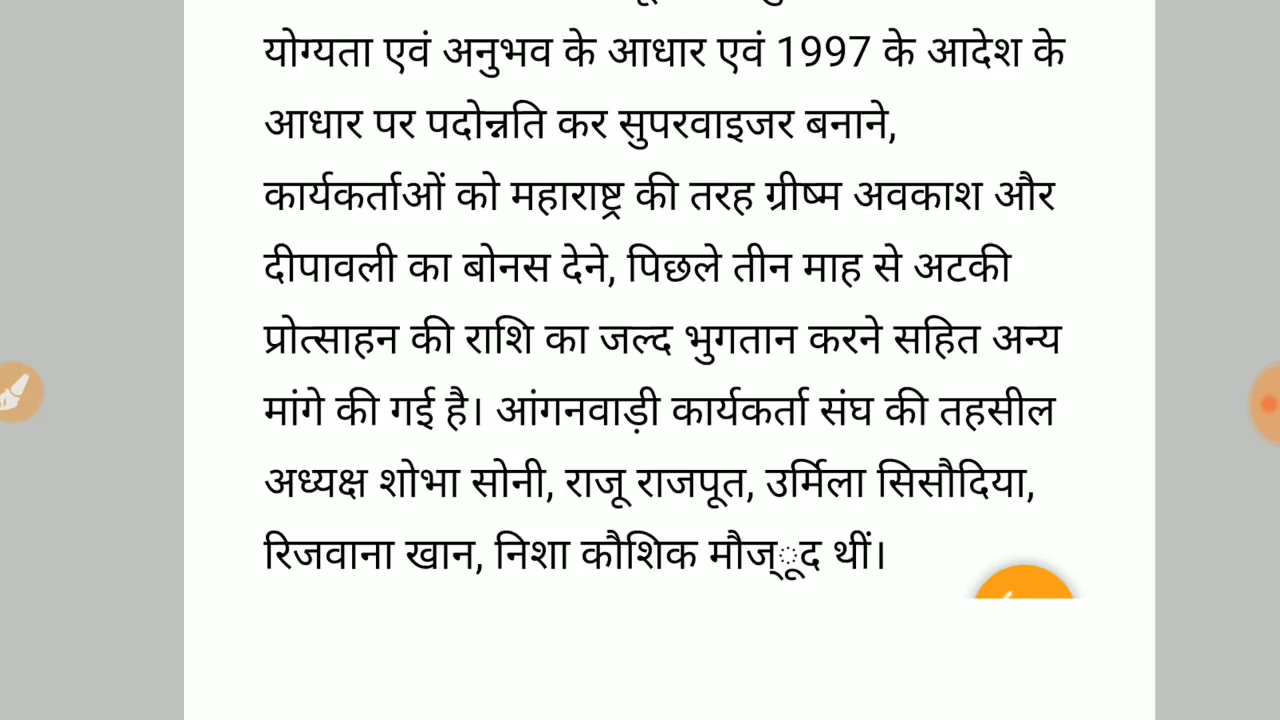 योग्यता एवं अनुभव के आधार एवं 1997 के आदेश के
आधार पर पदोन्नति कर सुपरवाइजर बनाने,
कार्यकर्ताओं को महाराष्ट्र की तरह ग्रीष्म अवकाश और
दीपावली का बोनस देने, पिछले तीन माह से अटकी
प्रोत्साहन की राशि का जल्द भुगतान करने सहित अन्य
मांगे की गई है। आंगनवाड़ी कार्यकर्ता संघ की तहसील
अध्यक्ष शोभा सोनी, राजू राजपूत, उर्मिला सिसौदिया,
रिजवाना खान, निशा कौशिक मौज्ूद थीं।